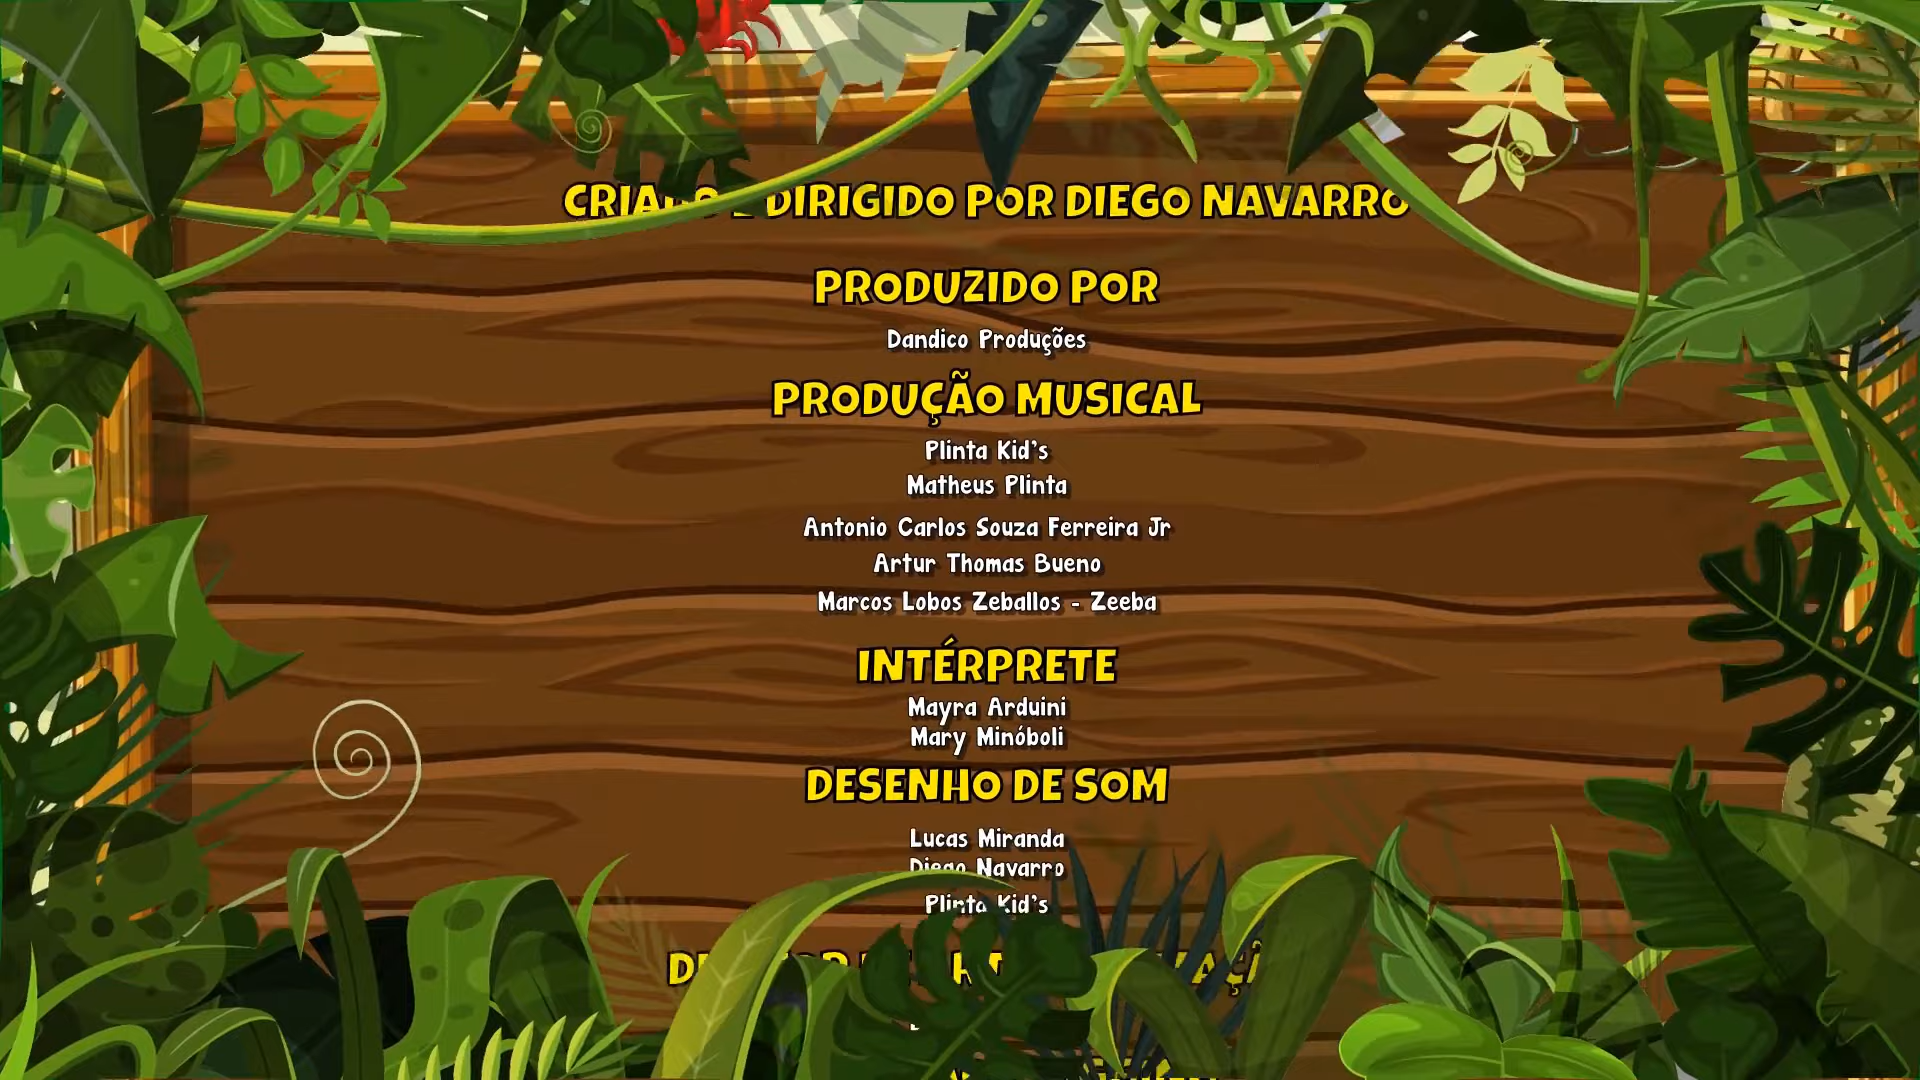 CRIADO E DIRIGIDO POR DIEGO NAVARRO
PRODUZIDO POR
Dandico Produções
PRODUÇÃO MUSICAL
Plinta Kid's
Matheus Plinta
Antonio Carlos Souza Ferreira Jr
Artur Thomas Bueno
Marcos Lobos Zeballos - Zeeba
INTÉRPRETE
Mayra Arduini
Mary Minóboli
DESENHO DE SOM
Lucas Miranda
Diego Navarro
Plinta Kid's